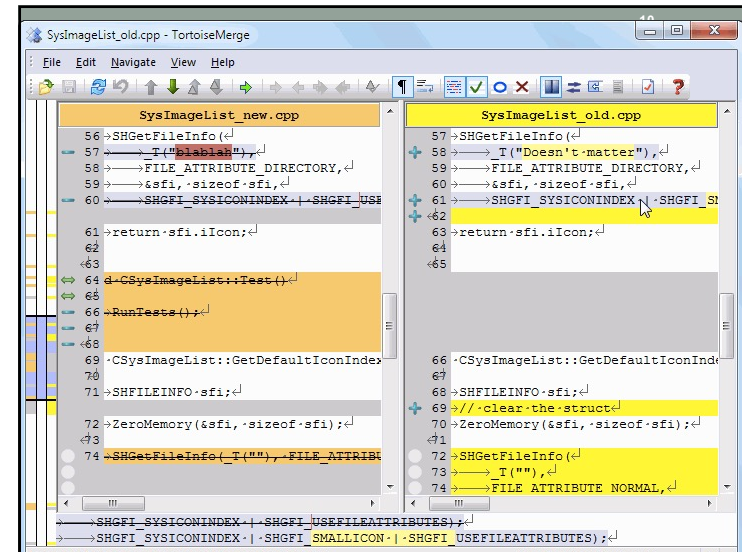 10
SysImageList_old.cpp - TortoiseMerge
File Edit Navigate View Help
SysImageList_new.cpp
56 SHGetFileInfo(
57 _T("blablah"),
58 FILE_ATTRIBUTE_DIRECTORY,
59 &sfi,·sizeof·sfi,
60 SHGFI_SYSICONINDEX·|·SHGFI_USE
61 return·sfi.iIcon;
62
63
64 d·CSysImageList::Test()
65
66 RunTests();
67
68
69 ·CSysImageList::GetDefaultIconIndex
70
71 SHFILEINFO·sfi;
72 ZeroMemory(&sfi,·sizeof·sfi);
73
74 SHGetFileInfo(_T(""),·FILE_ATTRIBU
SysImageList_old.cpp
57 SHGetFileInfo(
58 _T("Doesn't·matter"),
59 FILE_ATTRIBUTE_DIRECTORY,
60 &sfi,·sizeof·sfi,
61 SHGFI_SYSICONINDEX·|·SHGFI_SM
62
63 return·sfi.iIcon;
64
65
66 ·CSysImageList::GetDefaultIconInde
67
68 SHFILEINFO·sfi;
69 //·clear·the·struct
70 ZeroMemory(&sfi,·sizeof·sfi);
71
72 SHGetFileInfo(
73 _T(""),
74 FILE_ATTRIBUTE_NORMAL,
SHGFI_SYSICONINDEX·|·SHGFI_USEFILEATTRIBUTES);
SHGFI_SYSICONINDEX·|·SHGFI_SMALLICON·|·SHGFI_USEFILEATTRIBUTES);